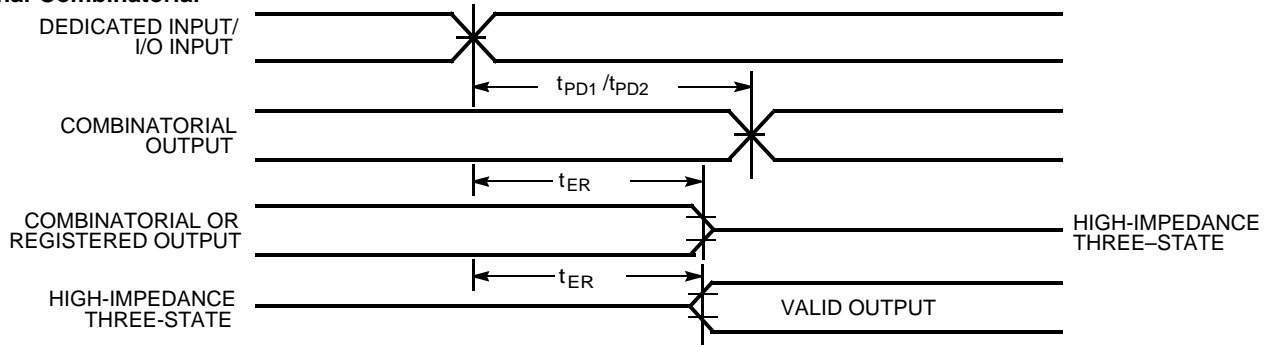 DEDICATED INPUT/
I/O INPUT
tPD1 /tPD2
COMBINATORIAL
OUTPUT
tER
COMBINATORIAL OR
REGISTERED OUTPUT
HIGH-IMPEDANCE
THREE–STATE
tER
HIGH-IMPEDANCE
THREE-STATE
VALID OUTPUT